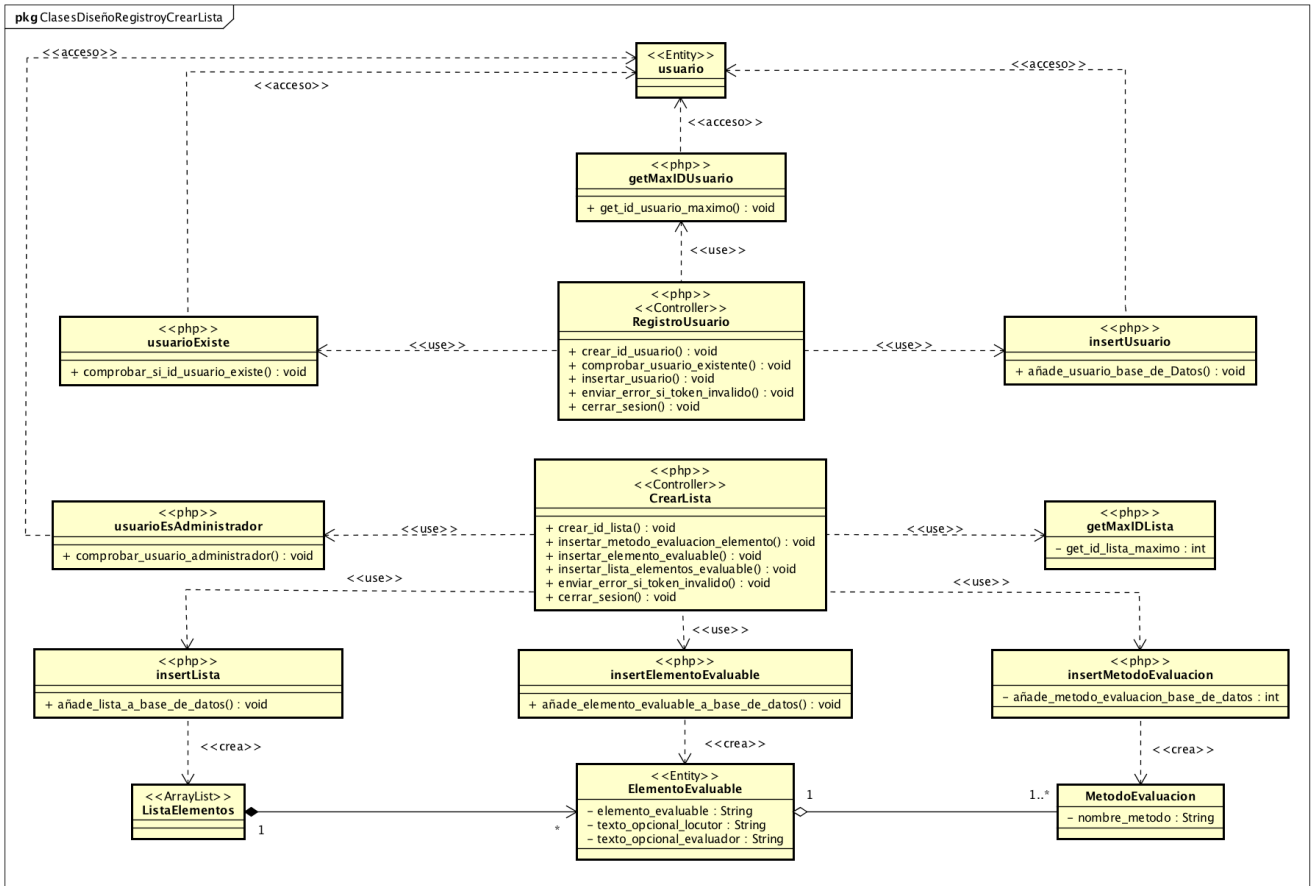 pkg ClasesDiseñoRegistroyCrearLista
<<acceso>>
<<acceso>>
<<acceso>>
<<Entity>>
usuario
<<acceso>>
<<php>>
getMaxIDUsuario
+ get_id_usuario_maximo() : void
<<use>>
<<php>>
<<Controller>>
RegistroUsuario
+ crear_id_usuario() : void
+ comprobar_usuario_existente() : void
+ insertar_usuario() : void
+ enviar_error_si_token_invalido() : void
+ cerrar_sesion() : void
<<php>>
usuarioExiste
+ comprobar_si_id_usuario_existe() : void
<<use>>
<<use>>
<<php>>
insertUsuario
+ añade_usuario_base_de_Datos() : void
<<php>>
<<Controller>>
CrearLista
+ crear_id_lista() : void
+ insertar_metodo_evaluacion_elemento() : void
+ insertar_elemento_evaluable() : void
+ insertar_lista_elementos_evaluable() : void
+ enviar_error_si_token_invalido() : void
+ cerrar_sesion() : void
<<php>>
usuarioEsAdministrador
+ comprobar_usuario_administrador() : void
<<use>>
<<use>>
<<php>>
getMaxIDLista
- get_id_lista_maximo : int
<<use>>
<<use>>
<<use>>
<<php>>
insertLista
+ añade_lista_a_base_de_datos() : void
<<php>>
insertElementoEvaluable
+ añade_elemento_evaluable_a_base_de_datos() : void
<<php>>
insertMetodoEvaluacion
- añade_metodo_evaluacion_base_de_datos : int
<<crea>>
<<crea>>
<<crea>>
<<ArrayList>>
ListaElementos
1
*
<<Entity>>
ElementoEvaluable
- elemento_evaluable : String
- texto_opcional_locutor : String
- texto_opcional_evaluador : String
1
1..*
MetodoEvaluacion
- nombre_metodo : String